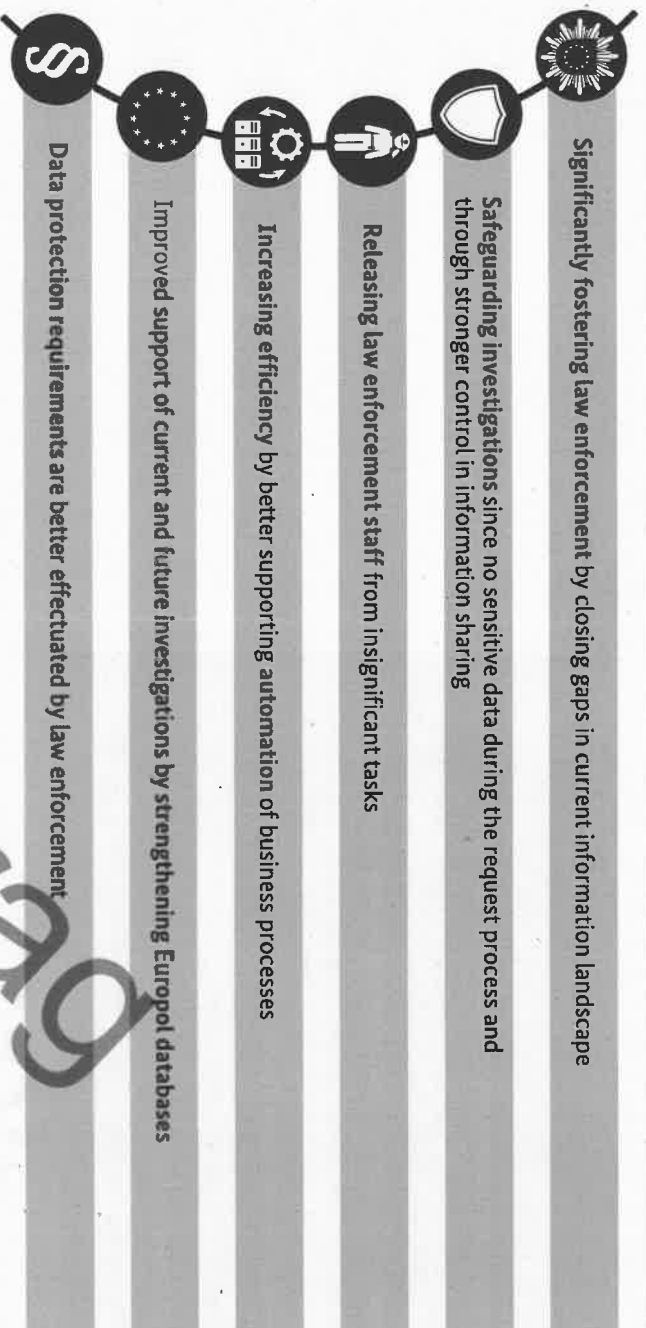 Significantly fostering law enforcement by closing gaps in current information landscape
Safeguarding investigations since no sensitive data during the request process and
through stronger control in information sharing
Releasing law enforcement staff from insignificant tasks
Increasing efficiency by better supporting automation of business processes
Improved support of current and future investigations by strengthening Europol databases
§
Data protection requirements are better effectuated by law enforcement